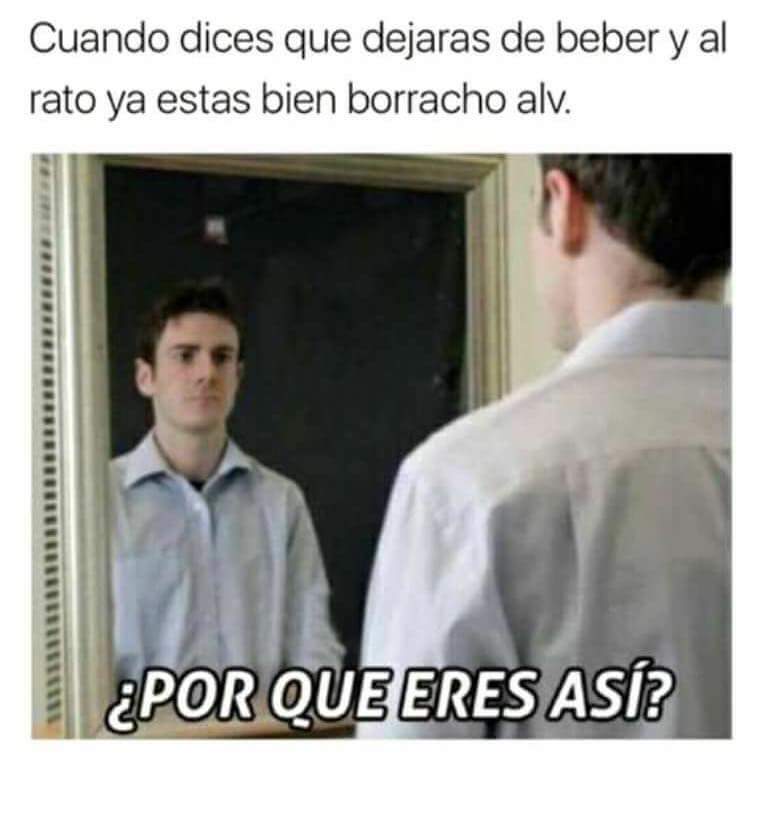 Cuando dices que dejaras de beber y al
rato ya estas bien borracho alv.
¿POR QUE ERES ASÍ?